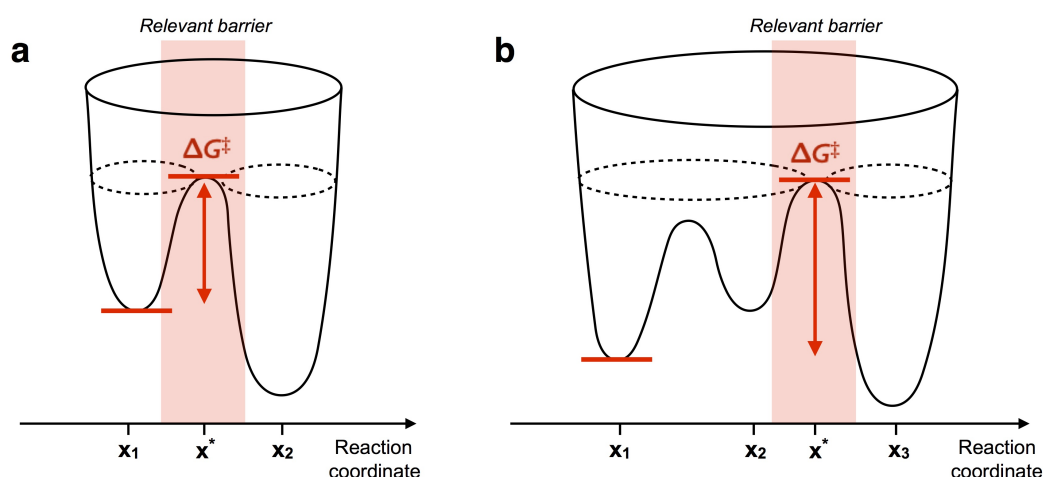 Relevant barrier
a
ΔG‡
x1
x*
x2
Reaction
coordinate
Relevant barrier
b
ΔG‡
x1
x2
x*
x3
Reaction
coordinate